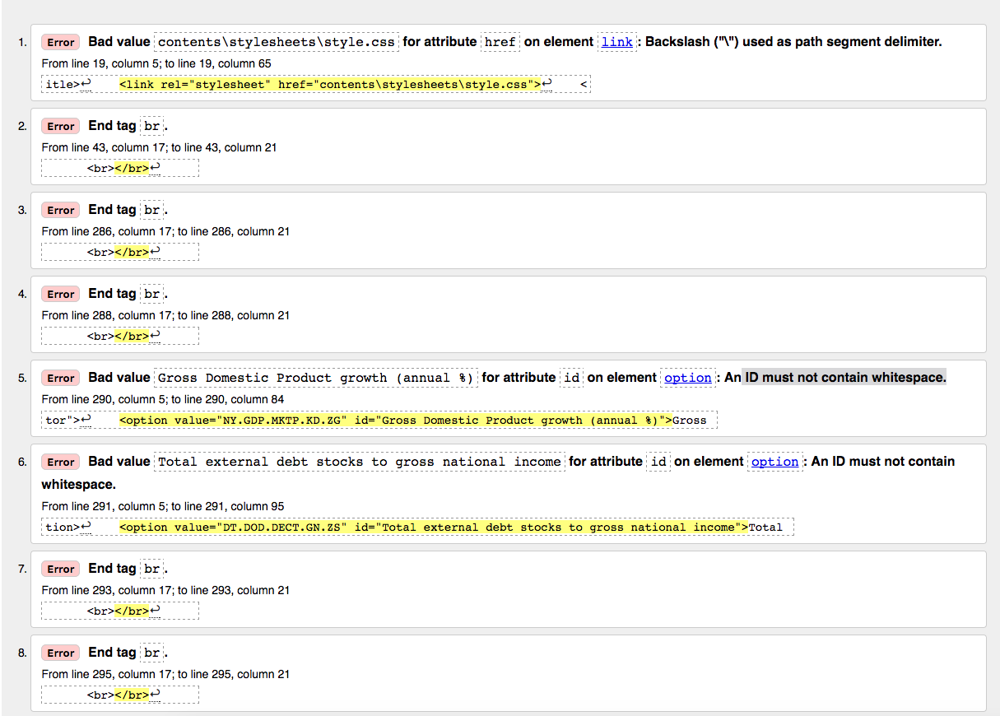 1. Error Bad value contents\stylesheets\style.css for attribute href on element link: Backslash ("\") used as path segment delimiter.
From line 19, column 5; to line 19, column 65
itle>↩    <link rel="stylesheet" href="contents\stylesheets\style.css">↩    <
2. Error End tag br.
From line 43, column 17; to line 43, column 21
<br></br>↩
3. Error End tag br.
From line 286, column 17; to line 286, column 21
<br></br>↩
4. Error End tag br.
From line 288, column 17; to line 288, column 21
<br></br>↩
5. Error Bad value Gross Domestic Product growth (annual %) for attribute id on element option: An ID must not contain whitespace.
From line 290, column 5; to line 290, column 84
tor">↩    <option value="NY.GDP.MKTP.KD.ZG" id="Gross Domestic Product growth (annual %)">Gross
6. Error Bad value Total external debt stocks to gross national income for attribute id on element option: An ID must not contain
whitespace.
From line 291, column 5; to line 291, column 95
tion>↩    <option value="DT.DOD.DECT.GN.ZS" id="Total external debt stocks to gross national income">Total
7. Error End tag br.
From line 293, column 17; to line 293, column 21
<br></br>↩
8. Error End tag br.
From line 295, column 17; to line 295, column 21
<br></br>↩